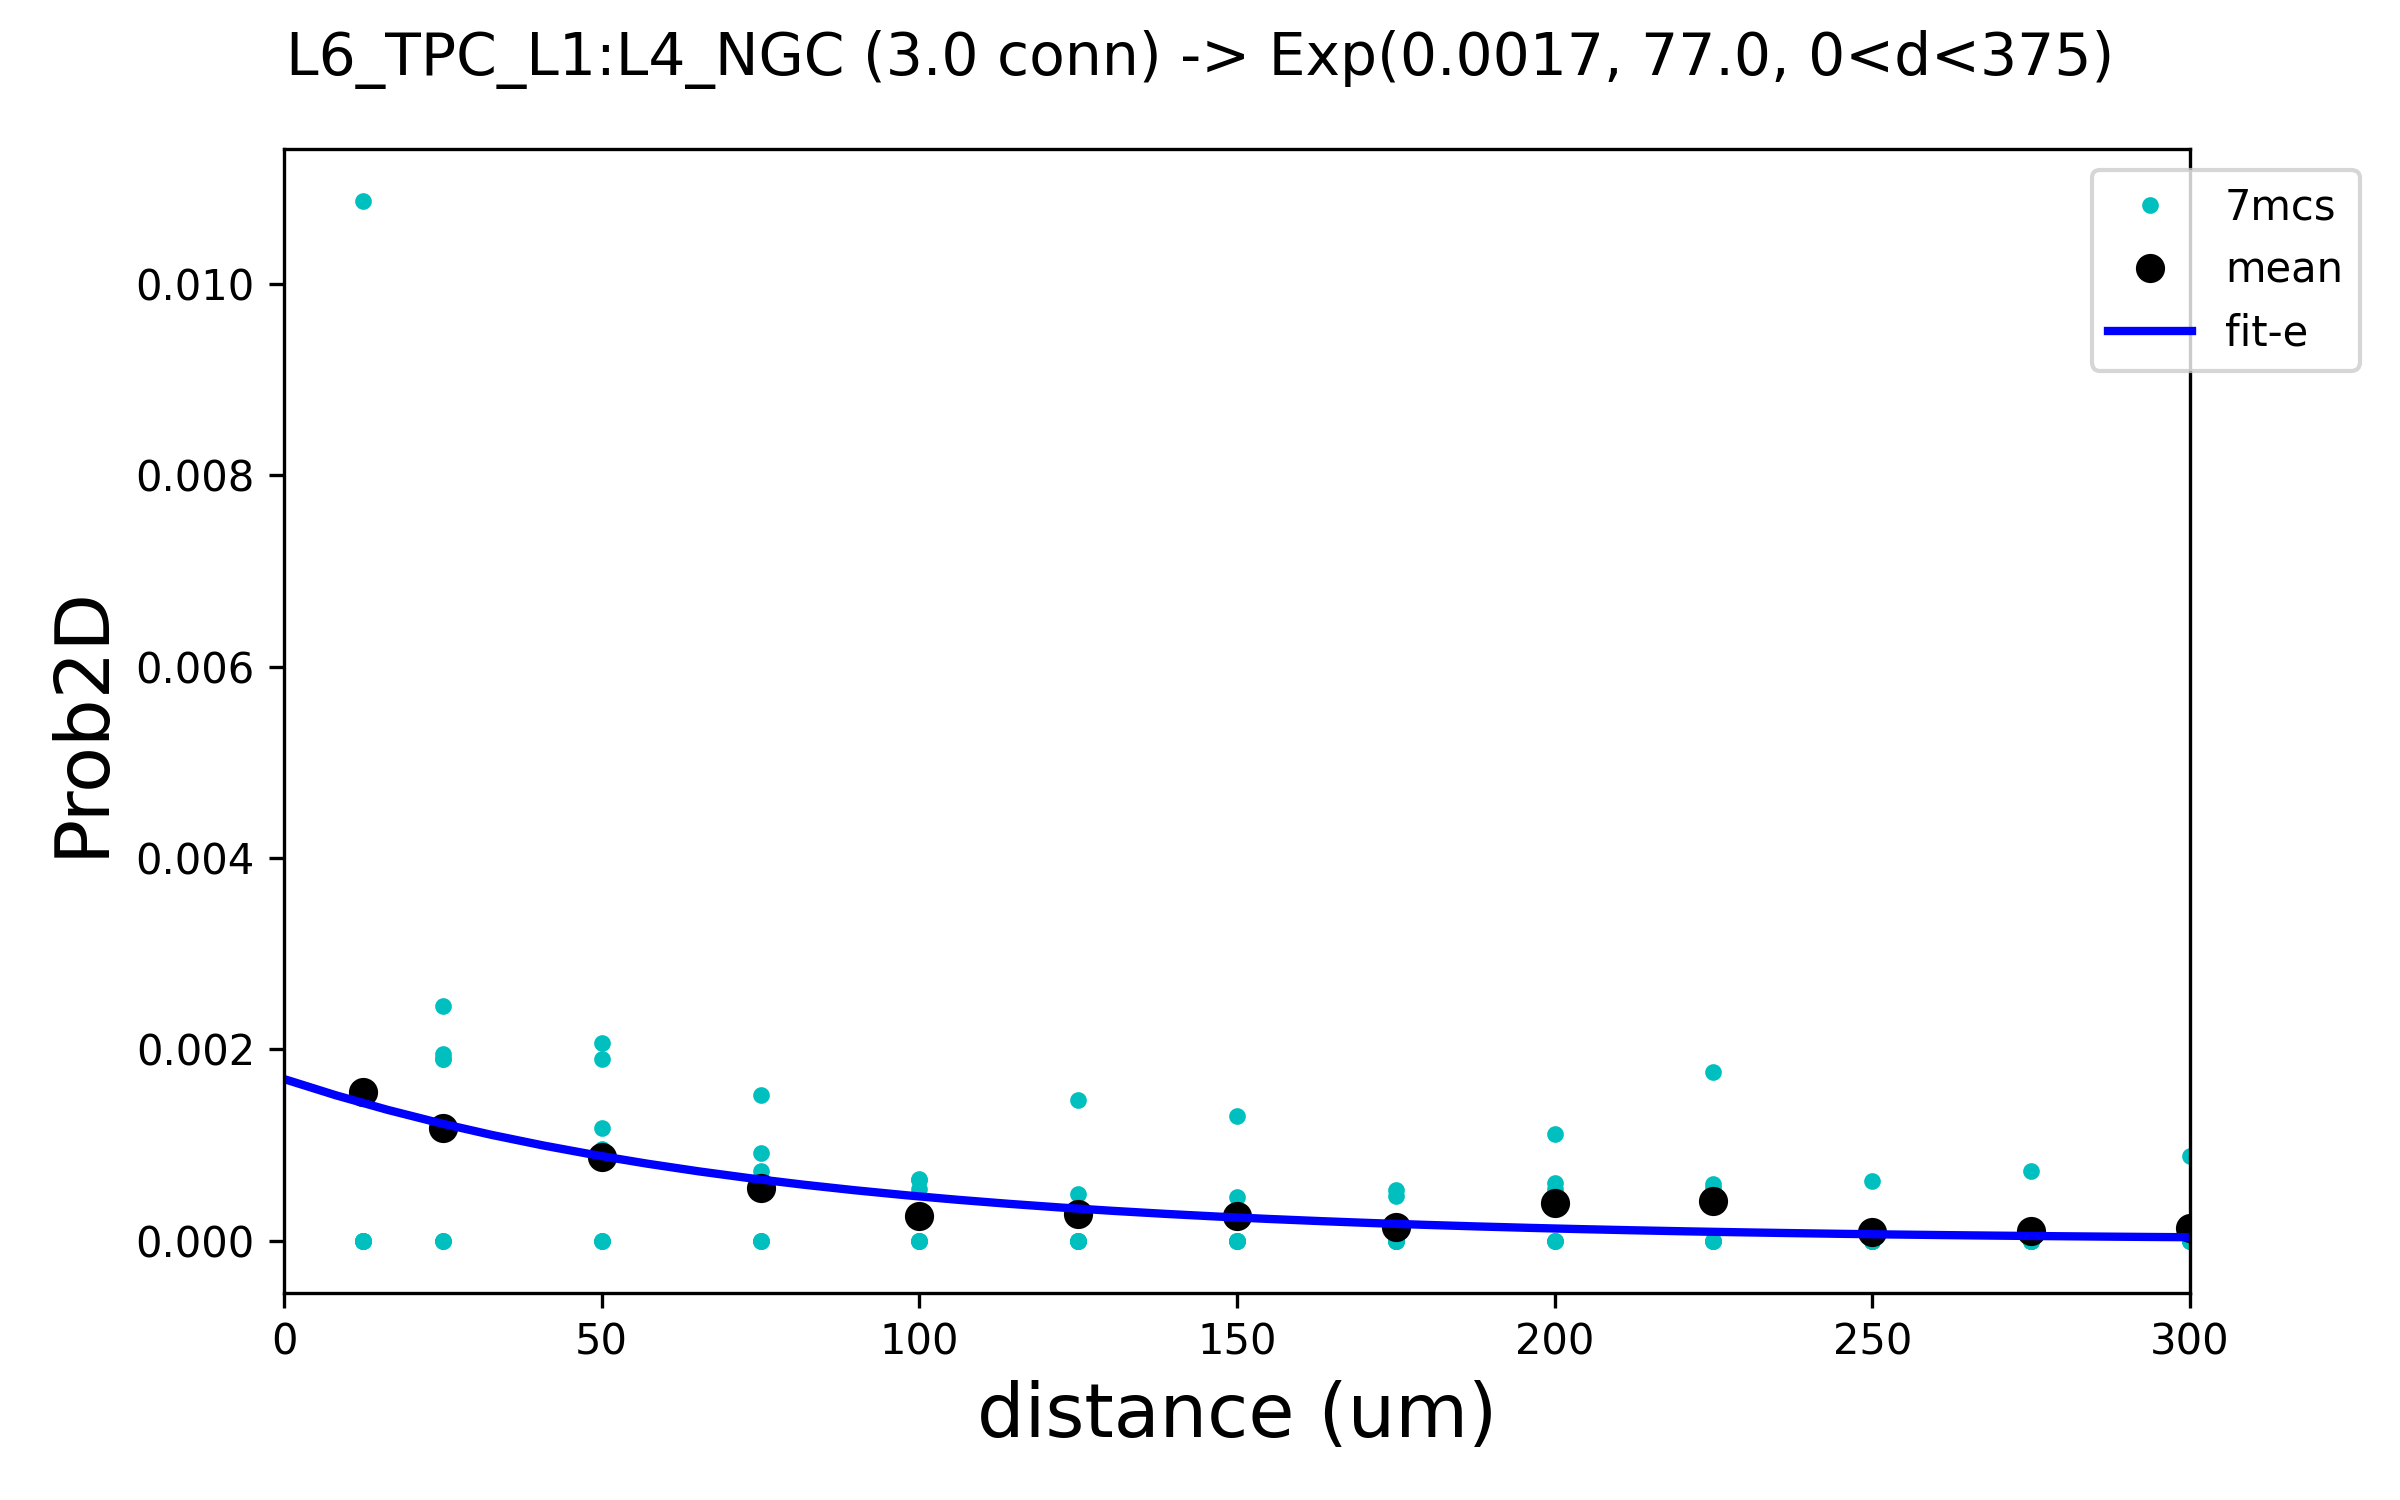 L6_TPC_L1:L4_NGC (3.0 conn) -> Exp(0.0017, 77.0, 0<d<375)
7mcs
mean
fit-e
Prob2D
0.010
0.008
0.006
0.004
0.002
0.000
0 50 100 150 200 250 300
distance (um)